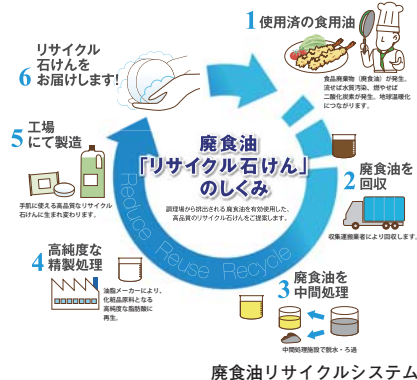 1 使用済の食用油
食品廃棄物（廃食油）が発生。
流せば水質汚染、燃やせば
二酸化炭素が発生。地球温暖化
につながります。
2 廃食油を
回収
収集運搬業者により回収します。
3 廃食油を
中間処理
中間処理施設で脱水・ろ過
4 高純度な
精製処理
油脂メーカーにより、
化粧品原料となる
高純度な脂肪酸に
再生。
5 工場
にて製造
手肌に使える高品質なリサイクル
石けんに生まれ変わります。
6 リサイクル
石けんを
お届けします!
廃食油
「リサイクル石けん」
のしくみ
調理場から排出される廃食油を有効使用した、
高品質のリサイクル石けんをご提案します。
Reduce Reuse Recycle
廃食油リサイクルシステム